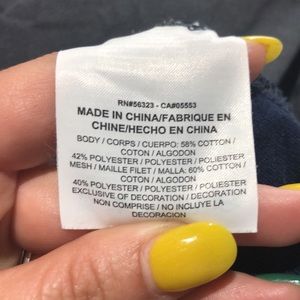 RN#56323 - CA#05553
MADE IN CHINA/FABRIQUE EN
CHINE/HECHO EN CHINA
BODY / CORPS / CUERPO: 58% COTTON /
COTON / ALGODON
42% POLYESTER / POLYESTER / POLIESTER
MESH / MAILLE FILET / MALLA: 60% COTTON /
COTON / ALGODON
40% POLYESTER / POLYESTER / POLIESTER
EXCLUSIVE OF DECORATION / DECORATION
NON COMPRISE / NO INCLUYE LA
DECORACION